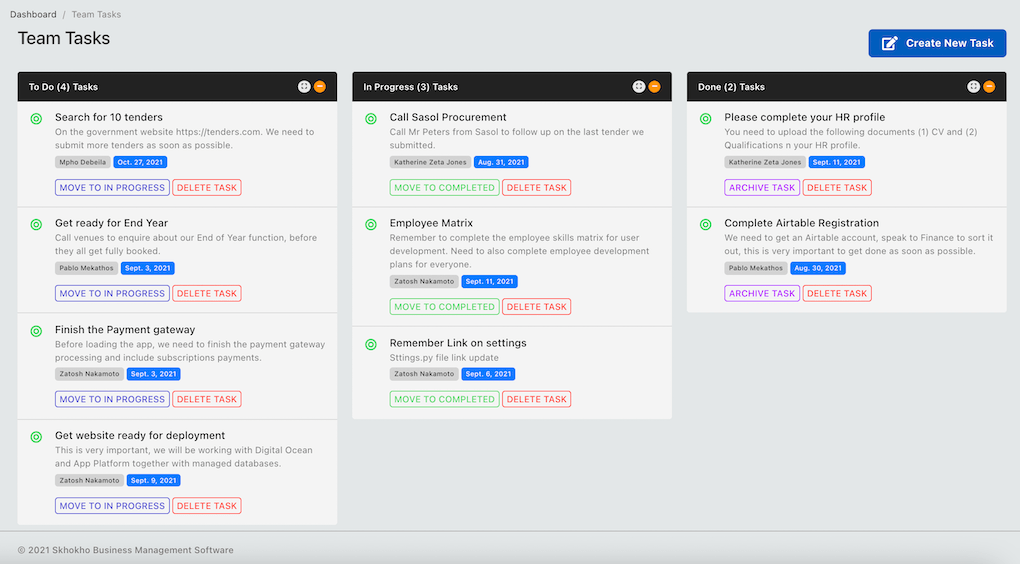 Dashboard / Team Tasks
Team Tasks
Create New Task
To Do (4) Tasks
Search for 10 tenders
On the government website https://tenders.com. We need to
submit more tenders as soon as possible.
Mpho Debeila Oct. 27, 2021
MOVE TO IN PROGRESS DELETE TASK
Get ready for End Year
Call venues to enquire about our End of Year function, before
they all get fully booked.
Pablo Mekathos Sept. 3, 2021
MOVE TO IN PROGRESS DELETE TASK
Finish the Payment gateway
Before loading the app, we need to finish the payment gateway
processing and include subscriptions payments.
Zatosh Nakamoto Sept. 3, 2021
MOVE TO IN PROGRESS DELETE TASK
Get website ready for deployment
This is very important, we will be working with Digital Ocean
and App Platform together with managed databases.
Zatosh Nakamoto Sept. 9, 2021
MOVE TO IN PROGRESS DELETE TASK
In Progress (3) Tasks
Call Sasol Procurement
Call Mr Peters from Sasol to follow up on the last tender we
submitted.
Katherine Zeta Jones Aug. 31, 2021
MOVE TO COMPLETED DELETE TASK
Employee Matrix
Remember to complete the employee skills matrix for user
development. Need to also complete employee development
plans for everyone.
Zatosh Nakamoto Sept. 11, 2021
MOVE TO COMPLETED DELETE TASK
Remember Link on settings
Sttings.py file link update
Zatosh Nakamoto Sept. 6, 2021
MOVE TO COMPLETED DELETE TASK
Done (2) Tasks
Please complete your HR profile
You need to upload the following documents (1) CV and (2)
Qualifications n your HR profile.
Katherine Zeta Jones Sept. 11, 2021
ARCHIVE TASK DELETE TASK
Complete Airtable Registration
We need to get an Airtable account, speak to Finance to sort it
out, this is very important to get done as soon as possible.
Pablo Mekathos Aug. 30, 2021
ARCHIVE TASK DELETE TASK
© 2021 Skhokho Business Management Software